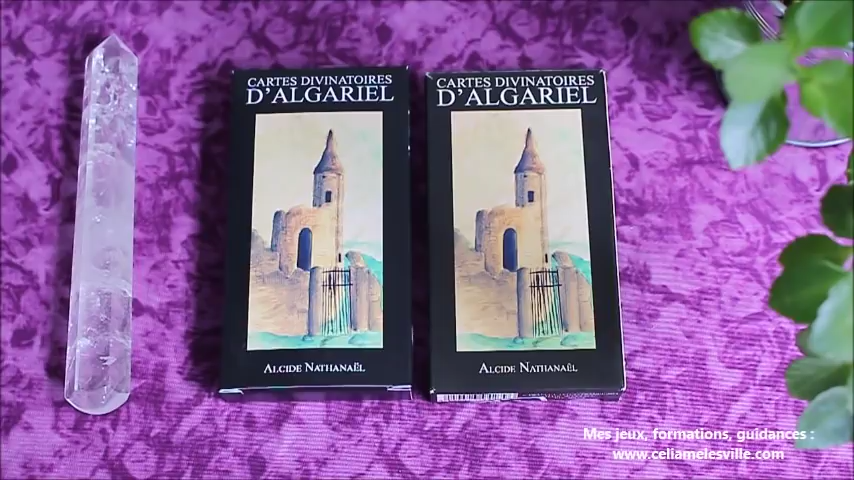 CARTES DIVINATOIRES
D'ALGARIEL
ALCIDE NATHANAËL
CARTES DIVINATOIRES
D'ALGARIEL
ALCIDE NATHANAËL
Mes jeux, formations, guidances :
www.celiamelesville.com